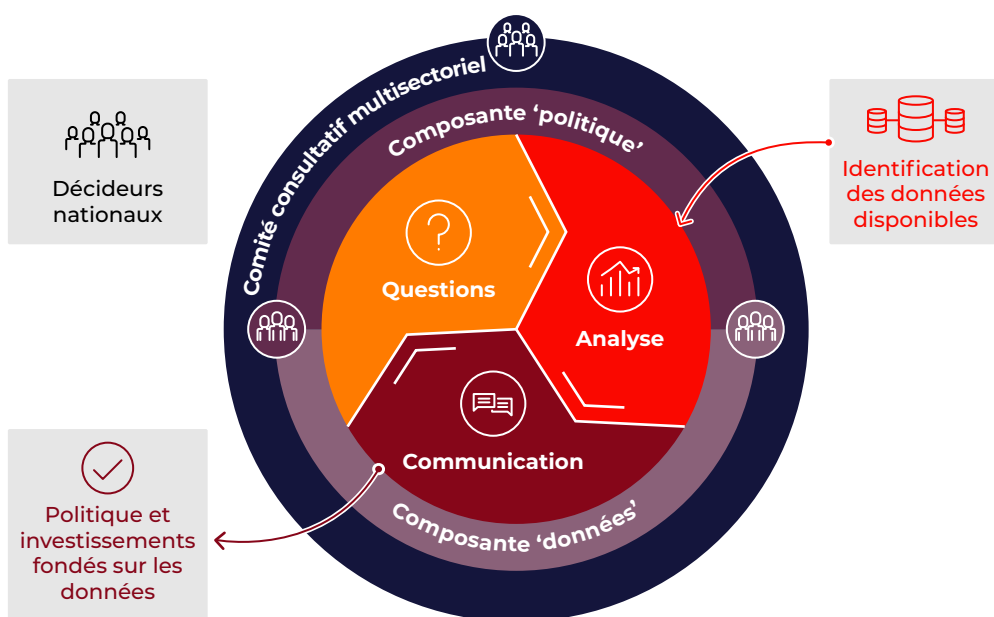 Comité consultatif multisectoriel
Composante ‘politique’
Décideurs
nationaux
Identification
des données
disponibles
Questions
Analyse
Communication
Composante ‘données’
Politique et
investissements
fondés sur les
données